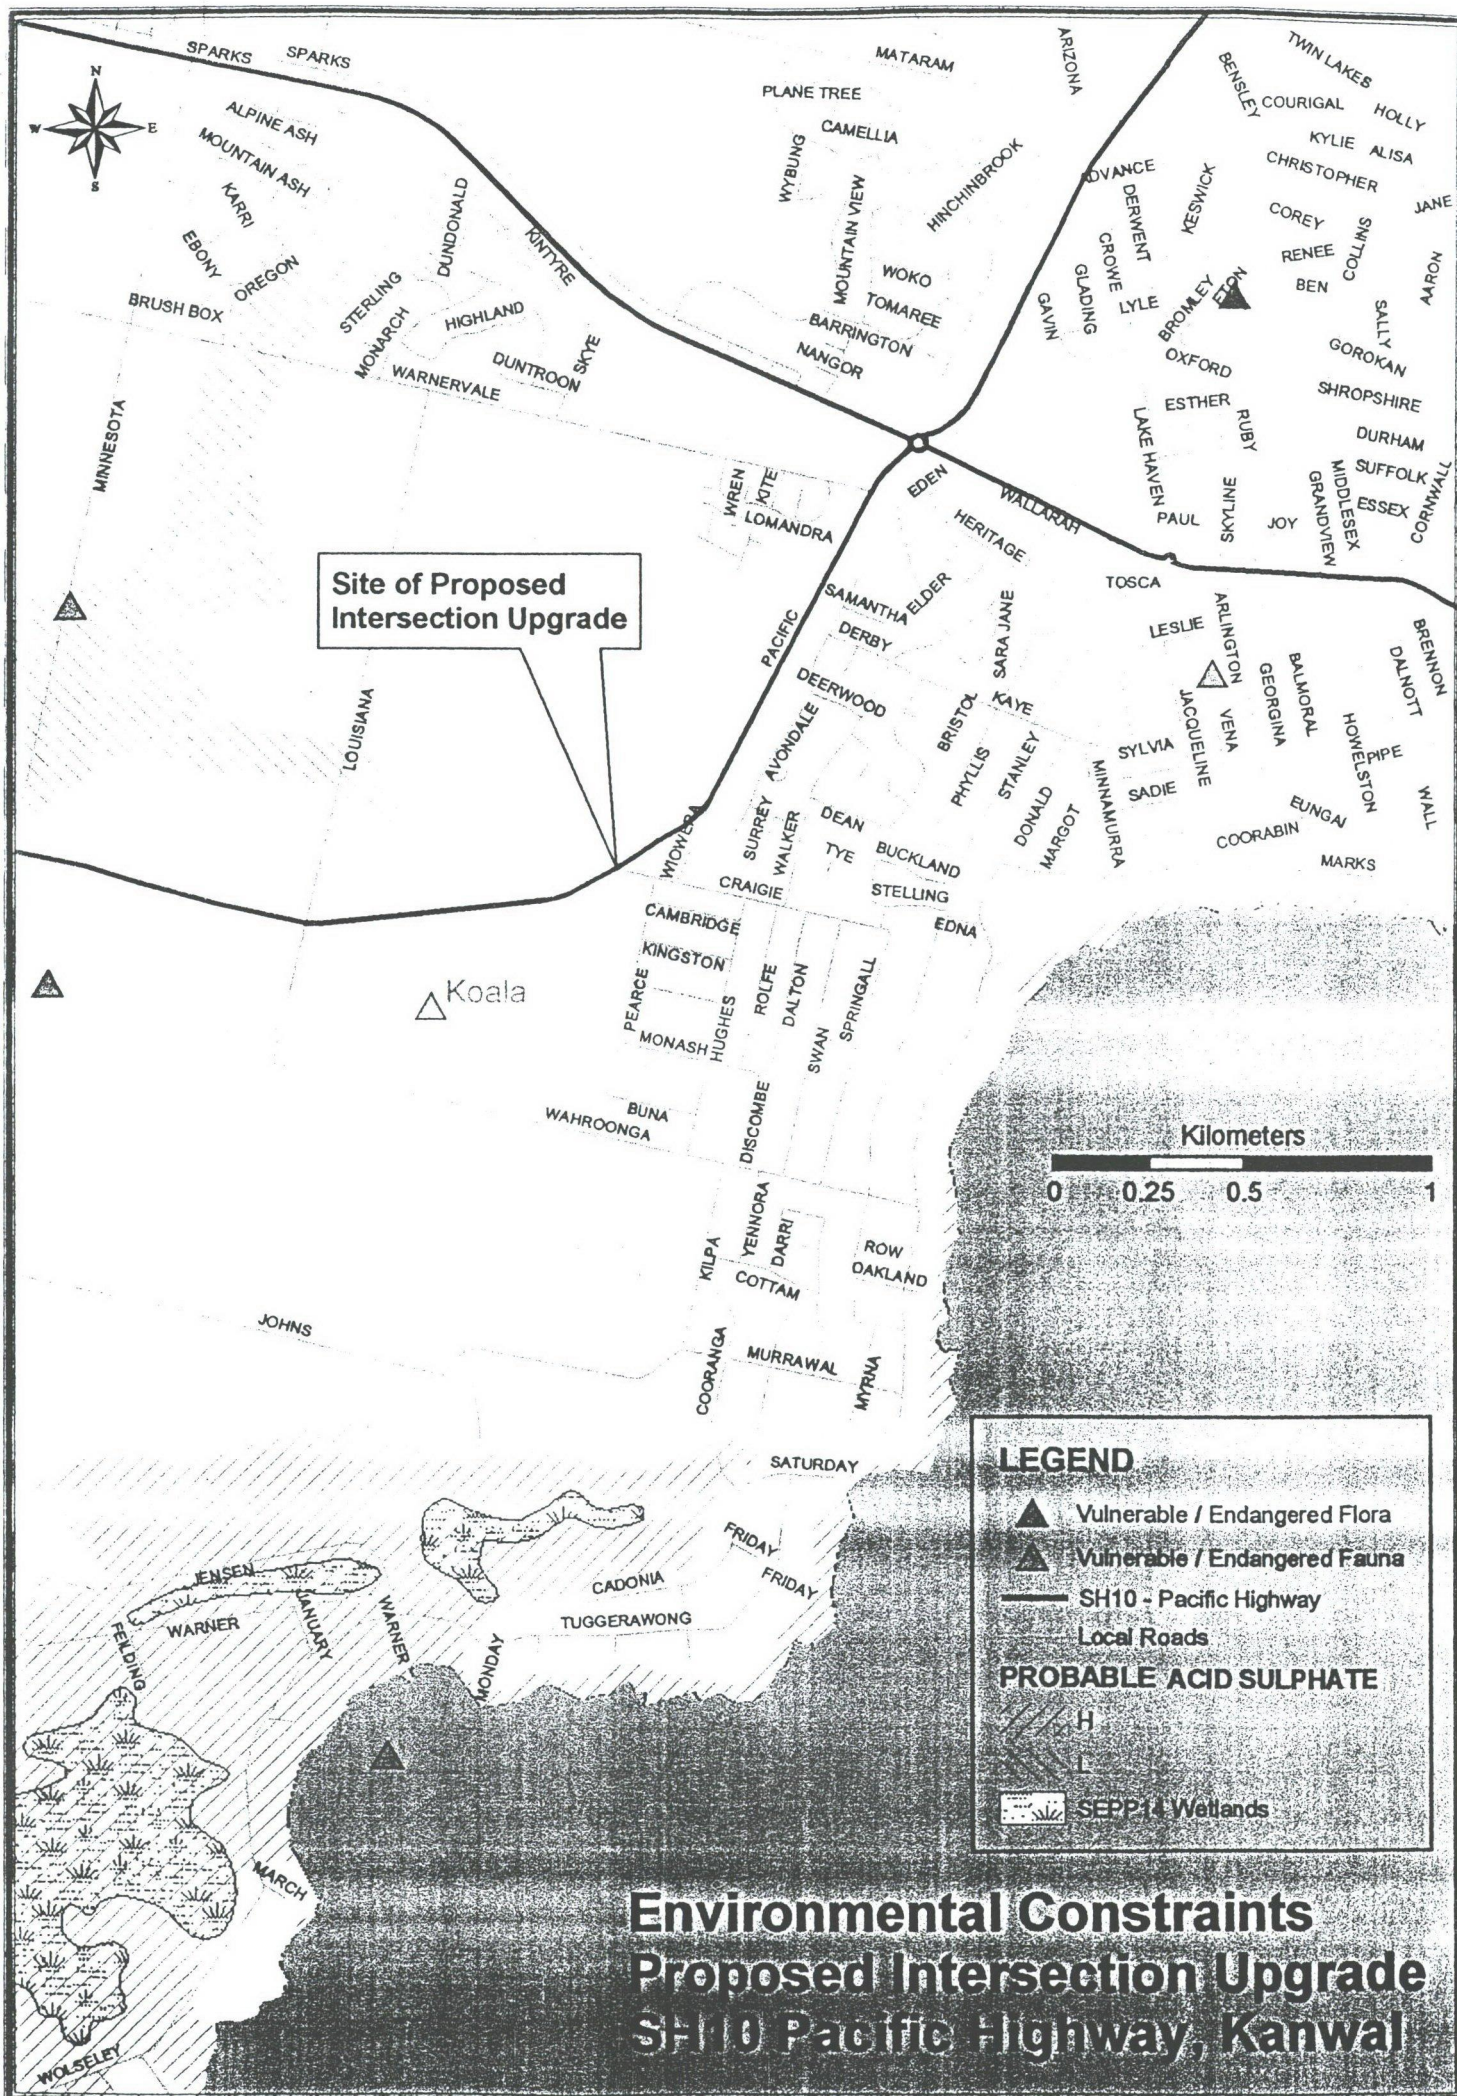 SPARKS
SPARKS
N
W
E
S
ALPINE ASH
MOUNTAIN ASH
KARRI
EBONY
OREGON
BRUSH BOX
DUNDONALD
KINTYRE
STERLING
MONARCH
HIGHLAND
DUNTROON
SKYE
WARNERVALE
MINNESOTA
LOUISIANA
MATARAM
ARIZONA
PLANE TREE
CAMELLIA
WYBUNG
MOUNTAIN VIEW
HINCHINBROOK
WOKO
TOMAREE
BARRINGTON
NANGOR
TWIN LAKES
BENSLEY
COURIGAL
HOLLY
KYLIE
ALISA
CHRISTOPHER
JANE
ADVANCE
DERWENT
KESWICK
COREY
COLLINS
RENEE
BEN
AARON
CROWE
GLADING
GAVIN
LYLE
BROMLEY
ETON
SALLY
OXFORD
GOROKAN
ESTHER
SHROPSHIRE
RUBY
DURHAM
LAKE HAVEN
SUFFOLK
MIDDLESEX
GRANDVIEW
ESSEX
CORNWALL
PAUL
SKYLINE
JOY
WREN
KITE
LOMANDRA
EDEN
WALLARAH
HERITAGE
TOSCA
Site of Proposed
Intersection Upgrade
PACIFIC
SAMANTHA
ELDER
DERBY
SARA JANE
LESLIE
ARLINGTON
BRENNON
DALNOTT
DEERWOOD
AVONDALE
BRISTOL
KAYE
JACQUELINE
VENA
GEORGINA
BALMORAL
HOWELSTON
PIPE
WALL
PHYLLIS
STANLEY
SYLVIA
SADIE
MINNAMURRA
DONALD
MARGOT
EUNGAI
COORABIN
MARKS
WIOWERA
SURREY
WALKER
DEAN
TYE
BUCKLAND
STELLING
CRAIGIE
EDNA
CAMBRIDGE
KINGSTON
PEARCE
MONASH
HUGHES
ROLFE
DALTON
SWAN
SPRINGALL
Koala
BUNA
WAHROONGA
DISCOMBE
Kilometers
0 0.25 0.5 1
KILPA
YENNORA
DARRI
ROW
OAKLAND
COTTAM
JOHNS
COORANGA
MURRAWAL
MYRNA
SATURDAY
FRIDAY
FRIDAY
CADONIA
TUGGERAWONG
JENSEN
WARNER
JANUARY
WARNER
MONDAY
FEILDING
MARCH
WOLSELEY
LEGEND
Vulnerable / Endangered Flora
Vulnerable / Endangered Fauna
SH10 - Pacific Highway
Local Roads
PROBABLE ACID SULPHATE
H
L
SEPP14 Wetlands
Environmental Constraints
Proposed Intersection Upgrade
SH10 Pacific Highway, Kanwal